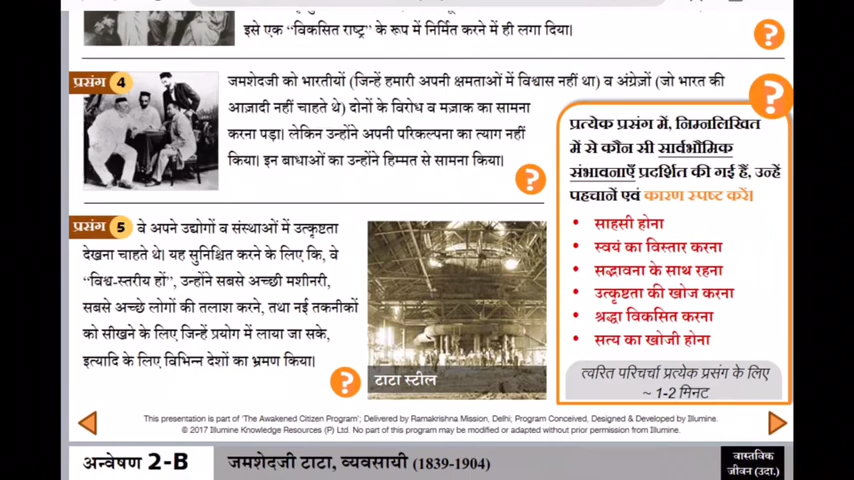 इसे एक “विकसित राष्ट्र” के रूप में निर्मित करने में ही लगा दिया।
?
प्रसंग 4
जमशेदजी को भारतीयों (जिन्हें हमारी अपनी क्षमताओं में विश्वास नहीं था) व अंग्रेज़ों (जो भारत की
आज़ादी नहीं चाहते थे) दोनों के विरोध व मज़ाक का सामना
करना पड़ा। लेकिन उन्होंने अपनी परिकल्पना का त्याग नहीं
किया। इन बाधाओं का उन्होंने हिम्मत से सामना किया।
?
प्रसंग 5
वे अपने उद्योगों व संस्थाओं में उत्कृष्टता
देखना चाहते थे। यह सुनिश्चित करने के लिए कि, वे
“विश्व-स्तरीय हों”, उन्होंने सबसे अच्छी मशीनरी,
सबसे अच्छे लोगों की तलाश करने, तथा नई तकनीकों
को सीखने के लिए जिन्हें प्रयोग में लाया जा सके,
इत्यादि के लिए विभिन्न देशों का भ्रमण किया।
?
टाटा स्टील
?
प्रत्येक प्रसंग में, निम्नलिखित
में से कौन सी सार्वभौमिक
संभावनाएँ प्रदर्शित की गई हैं, उन्हें
पहचानें एवं कारण स्पष्ट करें।
• साहसी होना
• स्वयं का विस्तार करना
• सद्भावना के साथ रहना
• उत्कृष्टता की खोज करना
• श्रद्धा विकसित करना
• सत्य का खोजी होना
त्वरित परिचर्चा प्रत्येक प्रसंग के लिए
~ 1-2 मिनट
This presentation is part of ‘The Awakened Citizen Program’; Delivered by Ramakrishna Mission, Delhi; Program Conceived, Designed & Developed by Illumine.
© 2017 Illumine Knowledge Resources (P) Ltd. No part of this program may be modified or adapted without prior permission from Illumine.
अन्वेषण 2-B
जमशेदजी टाटा, व्यवसायी (1839-1904)
वास्तविक
जीवन (उदा.)